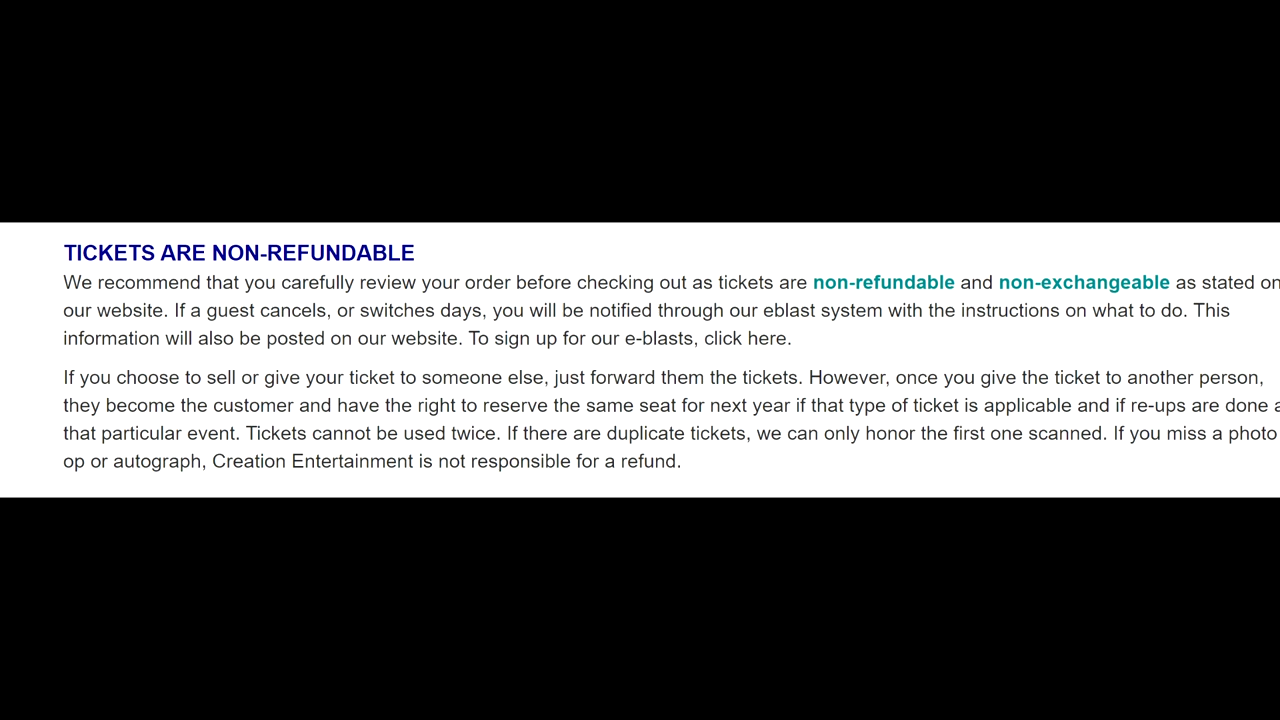 TICKETS ARE NON-REFUNDABLE
We recommend that you carefully review your order before checking out as tickets are non-refundable and non-exchangeable as stated on
our website. If a guest cancels, or switches days, you will be notified through our eblast system with the instructions on what to do. This
information will also be posted on our website. To sign up for our e-blasts, click here.
If you choose to sell or give your ticket to someone else, just forward them the tickets. However, once you give the ticket to another person,
they become the customer and have the right to reserve the same seat for next year if that type of ticket is applicable and if re-ups are done
that particular event. Tickets cannot be used twice. If there are duplicate tickets, we can only honor the first one scanned. If you miss a photo
op or autograph, Creation Entertainment is not responsible for a refund.